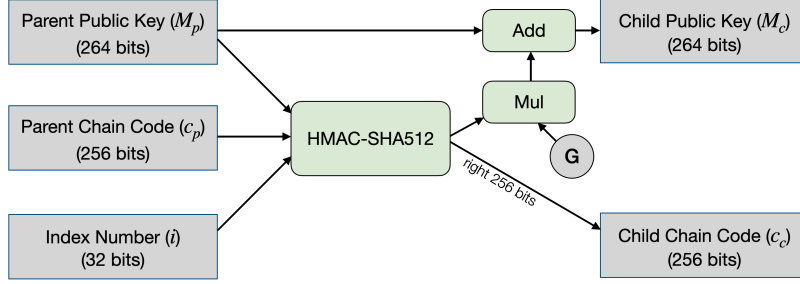 Parent Public Key (Mp)
(264 bits)
Add
Child Public Key (Mc)
(264 bits)
Mul
Parent Chain Code (cp)
(256 bits)
HMAC-SHA512
G
right 256 bits
Index Number (i)
(32 bits)
Child Chain Code (cc)
(256 bits)